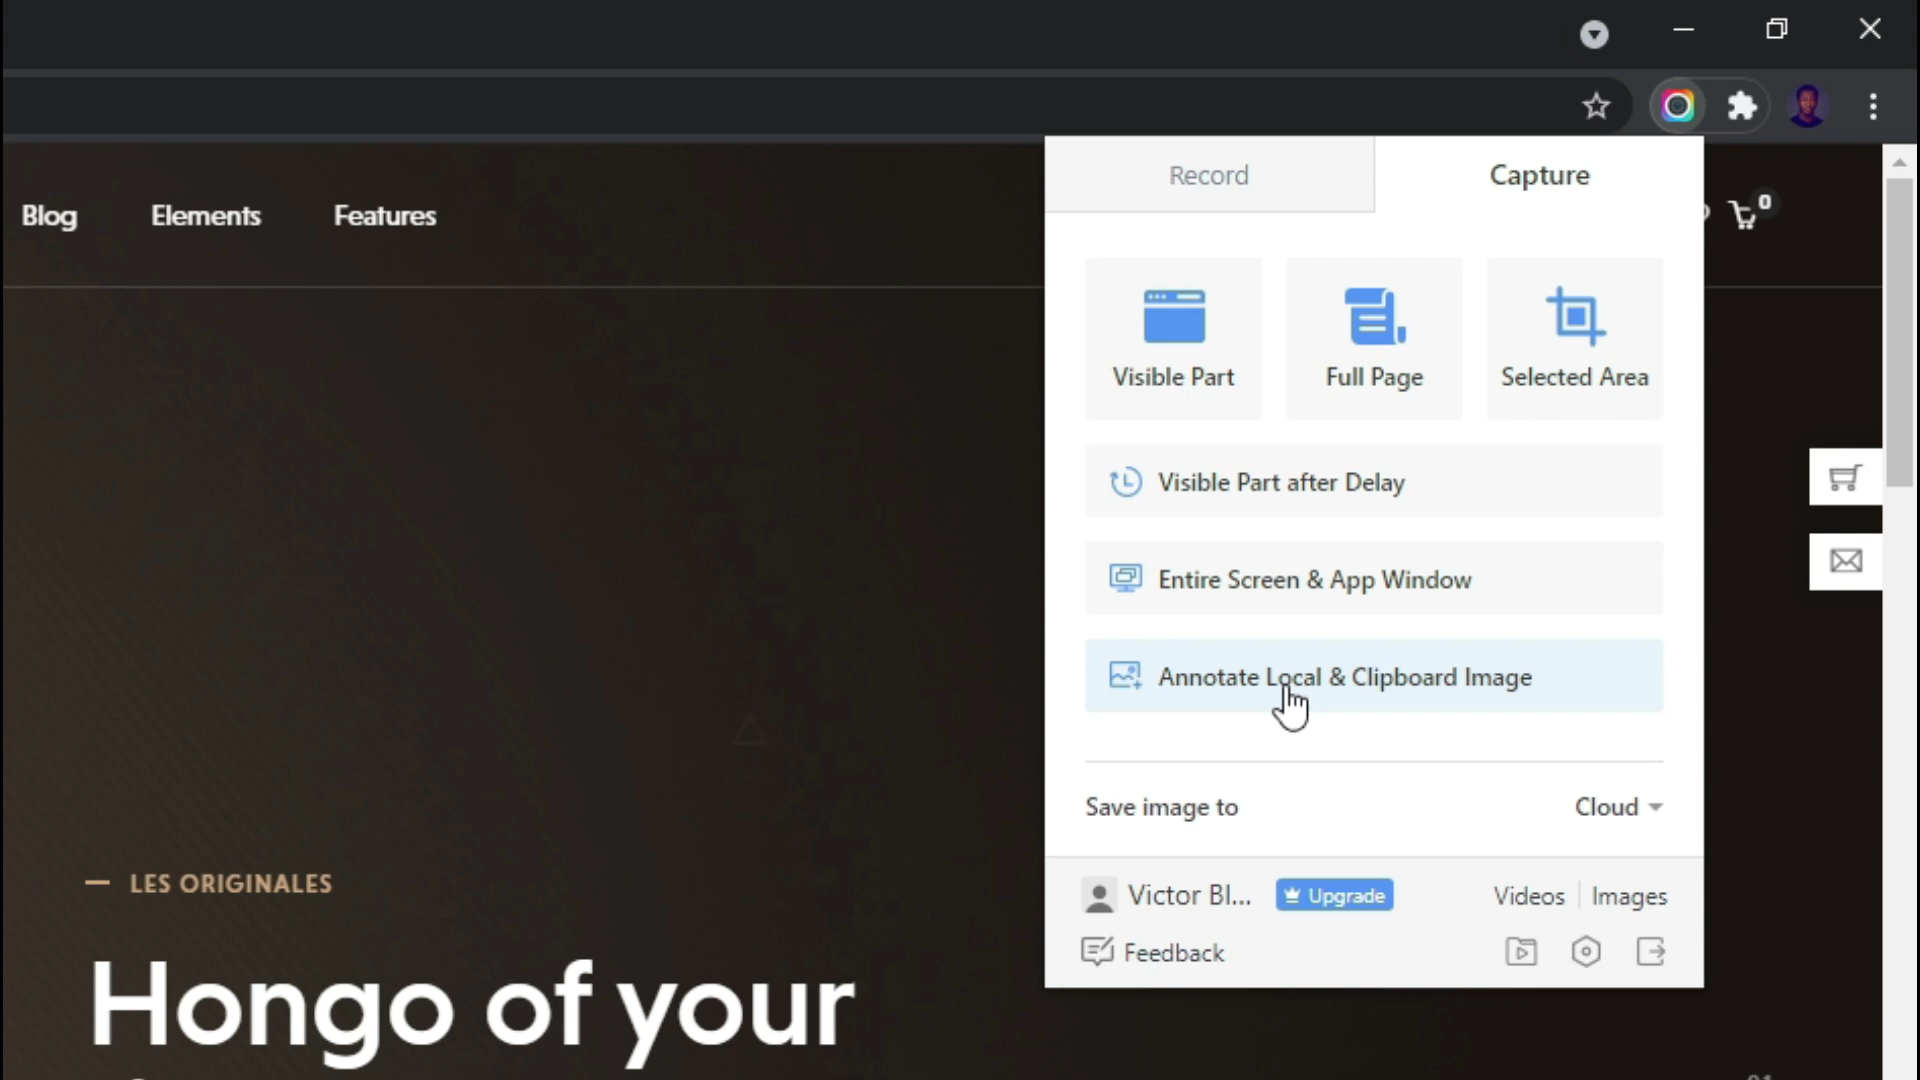 Blog Elements Features
0
Record Capture
Visible Part Full Page Selected Area
Visible Part after Delay
Entire Screen & App Window
Annotate Local & Clipboard Image
Save image to Cloud
Victor Bl... Upgrade Videos Images
Feedback
LES ORIGINALES
Hongo of your